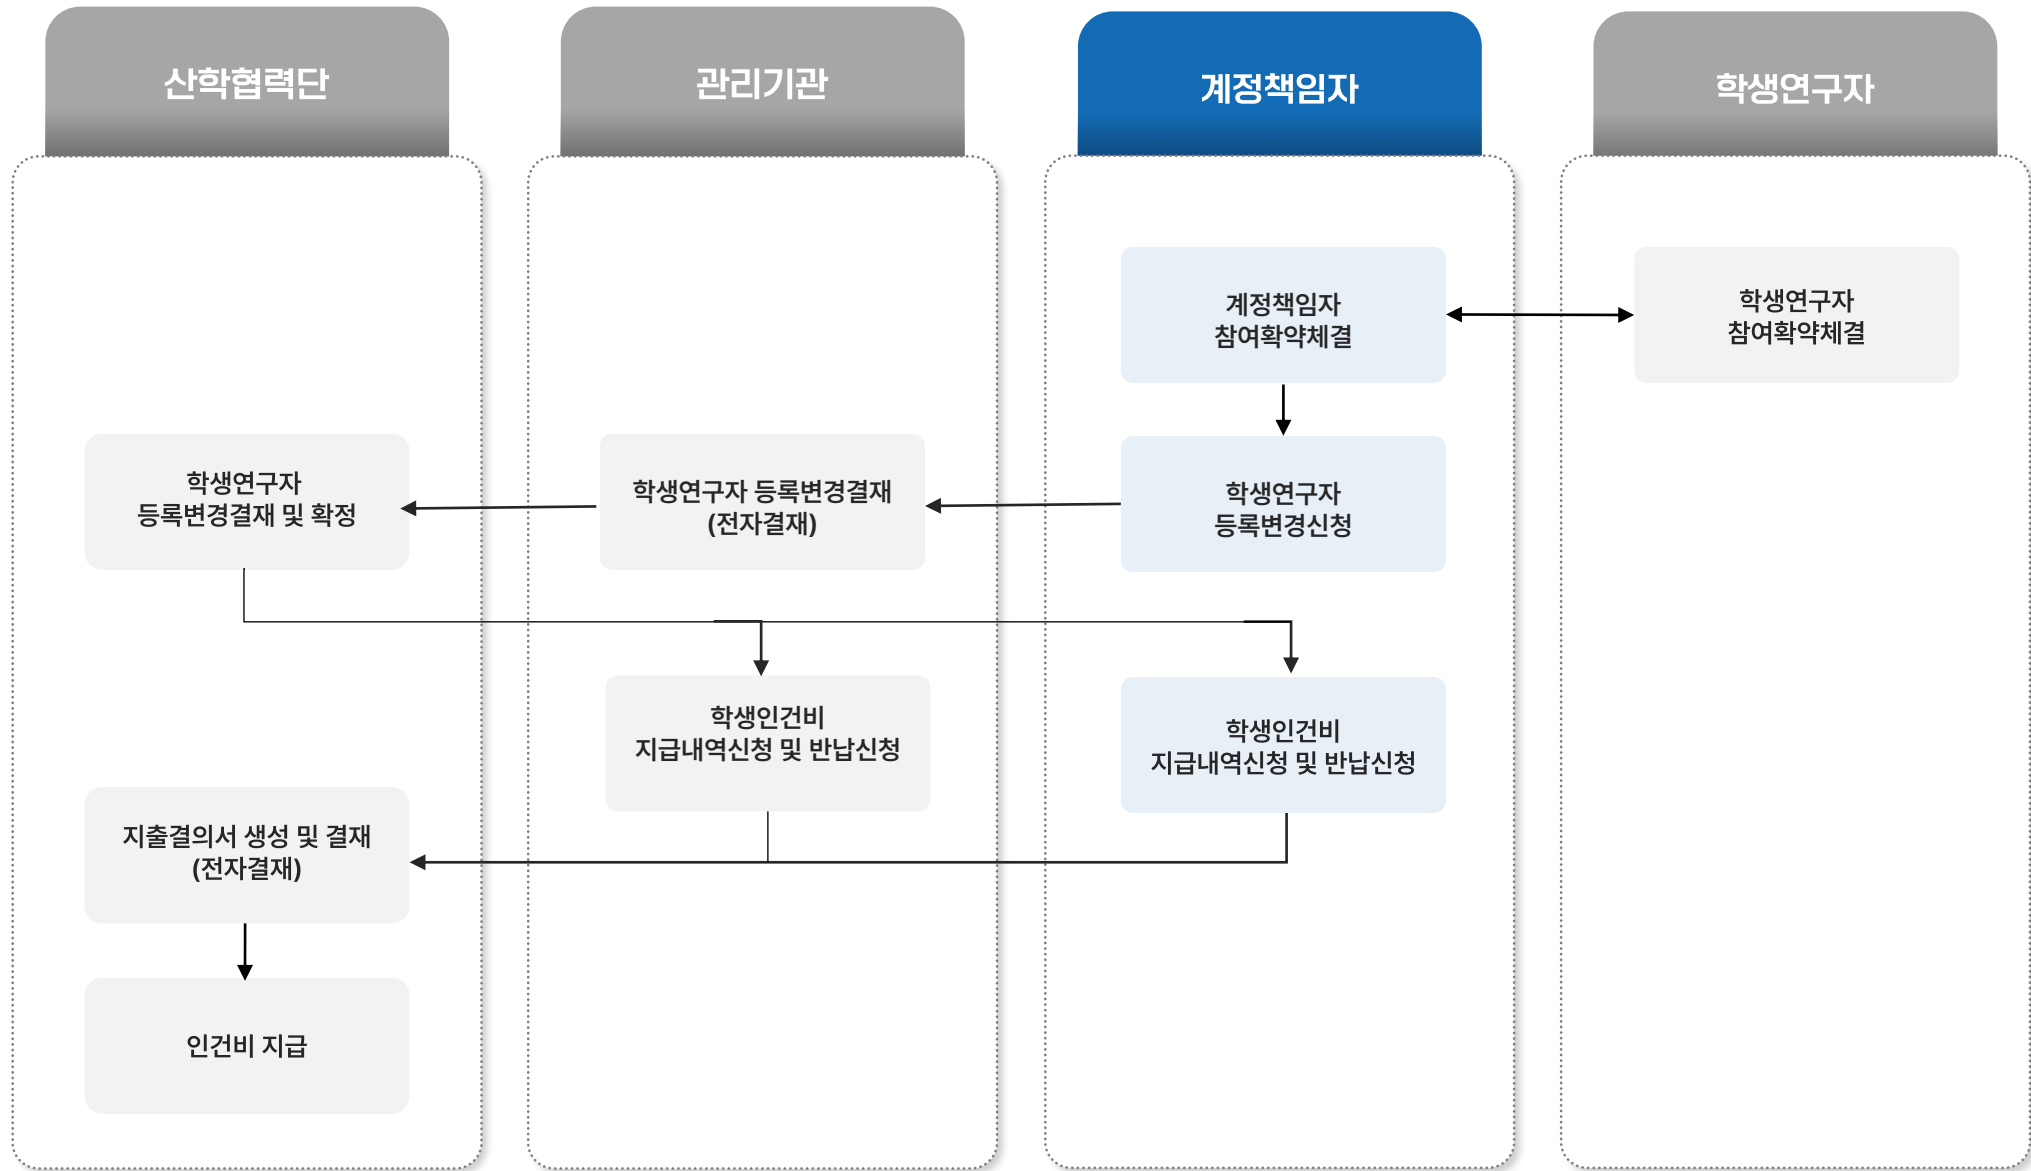 산학협력단
관리기관
계정책임자
학생연구자
계정책임자
참여확약체결
학생연구자
참여확약체결
학생연구자
등록변경결재 및 확정
학생연구자 등록변경결재
(전자결재)
학생연구자
등록변경신청
학생인건비
지급내역신청 및 반납신청
학생인건비
지급내역신청 및 반납신청
지출결의서 생성 및 결재
(전자결재)
인건비 지급